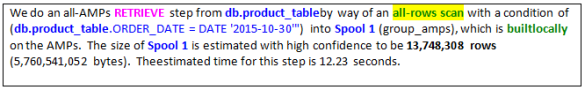 We do an all-AMPs RETRIEVE step from db.product_tableby way of an all-rows scan with a condition of
(db.product_table.ORDER_DATE = DATE '2015-10-30'")  into Spool 1 (group_amps), which is builtlocally
on the AMPs.  The size of Spool 1 is estimated with high confidence to be 13,748,308  rows
(5,760,541,052  bytes).  Theestimated time for this step is 12.23  seconds.